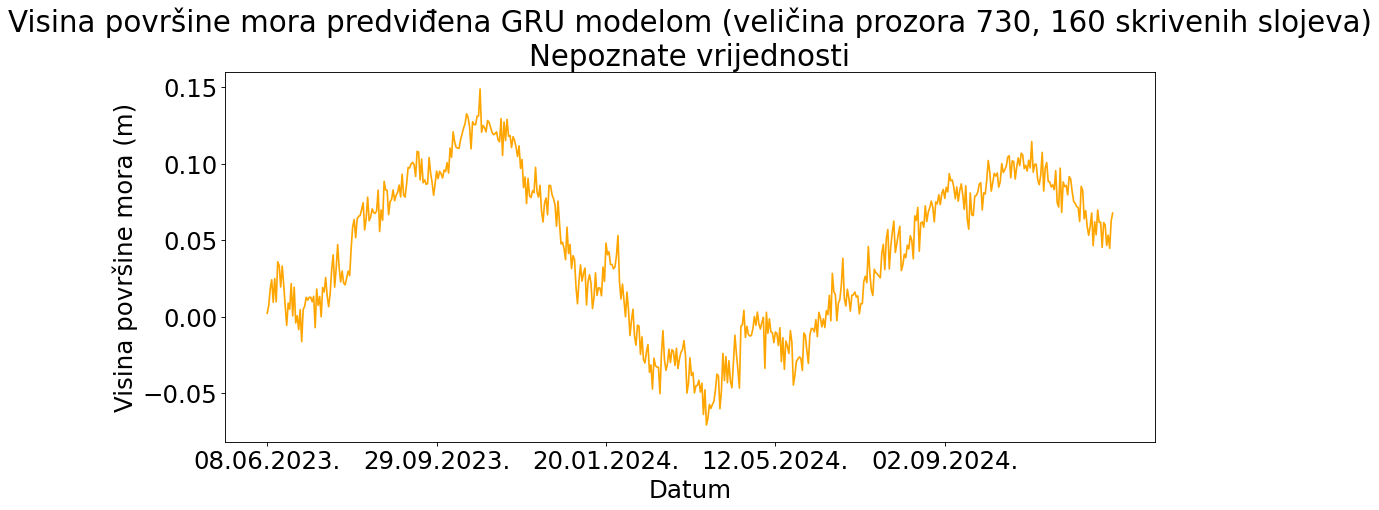 Visina površine mora predviđena GRU modelom (veličina prozora 730, 160 skrivenih slojeva)
Nepoznate vrijednosti
Visina površine mora (m)
0.15
0.10
0.05
0.00
−0.05
08.06.2023. 29.09.2023. 20.01.2024. 12.05.2024. 02.09.2024.
Datum